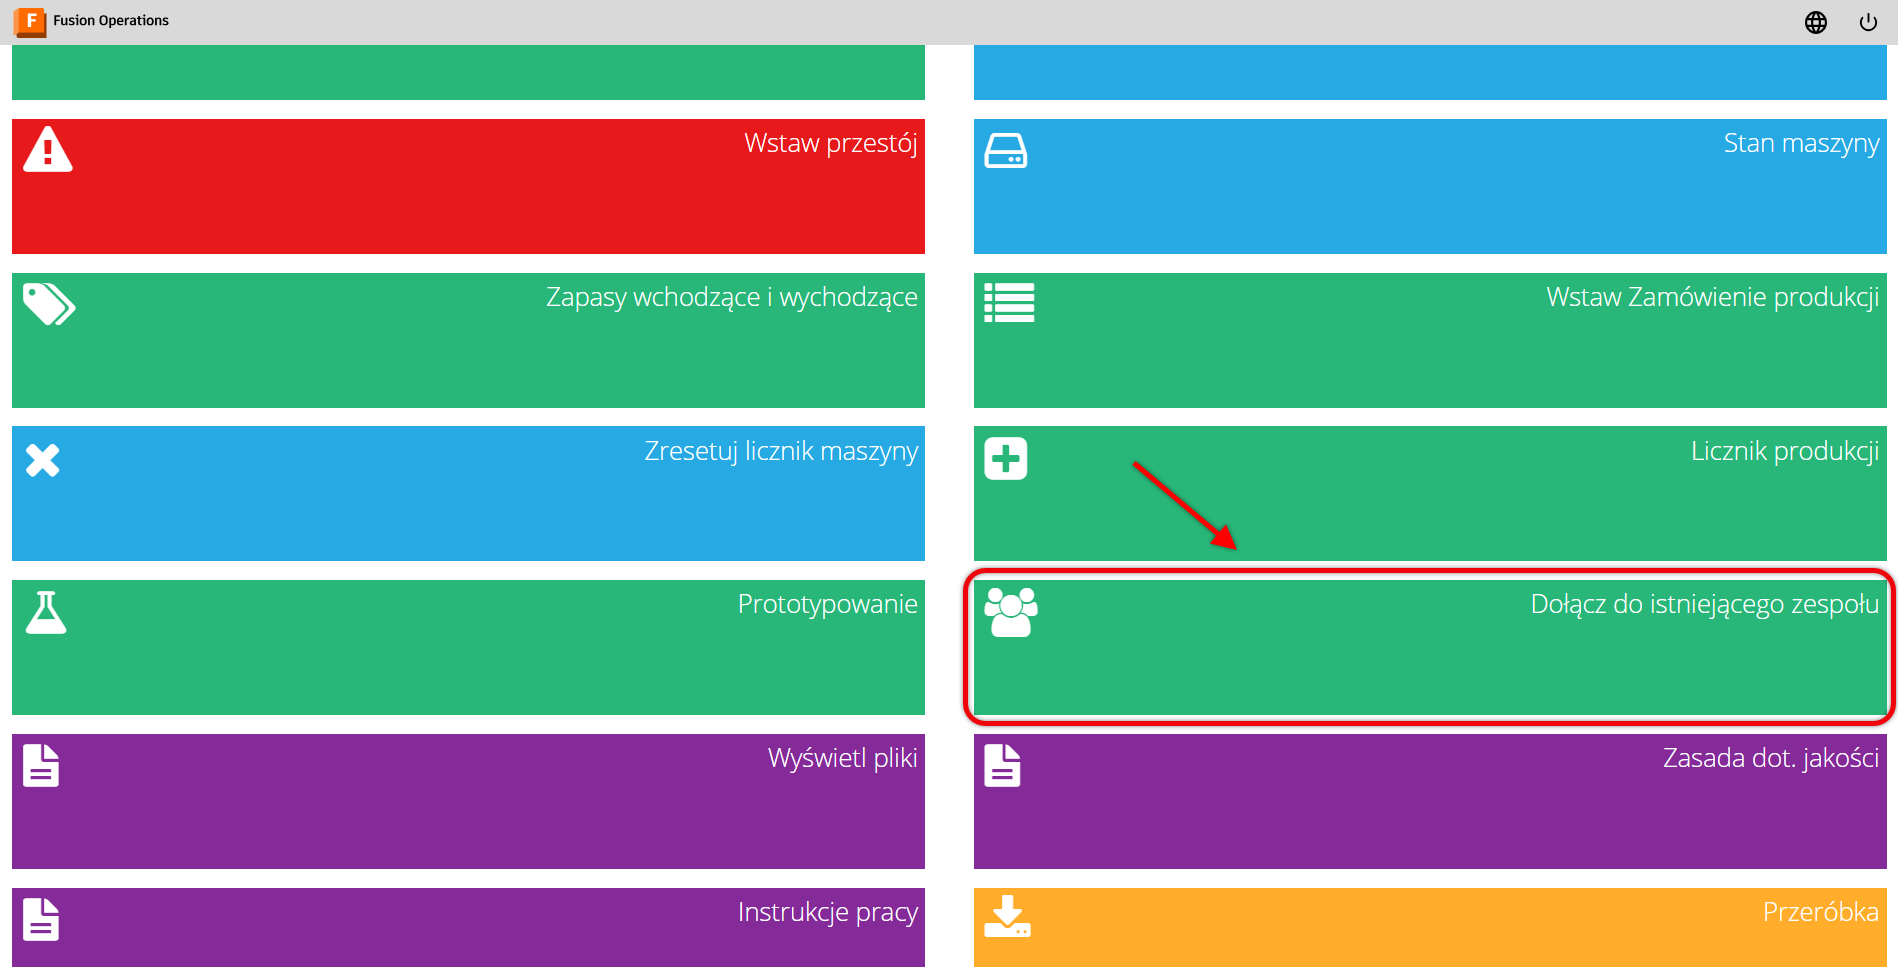 Fusion Operations
Wstaw przestój
Stan maszyny
Zapasy wchodzące i wychodzące
Wstaw Zamówienie produkcji
Zresetuj licznik maszyny
Licznik produkcji
Prototypowanie
Dołącz do istniejącego zespołu
Wyświetl pliki
Zasada dot. jakości
Instrukcje pracy
Przeróbka